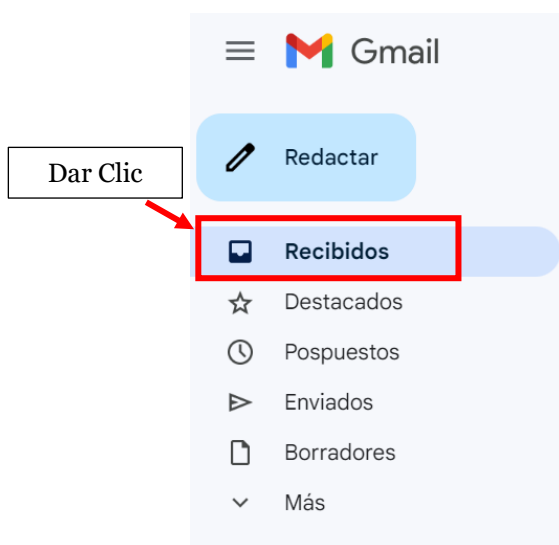 Gmail
Redactar
Dar Clic
Recibidos
Destacados
Pospuestos
Enviados
Borradores
Más